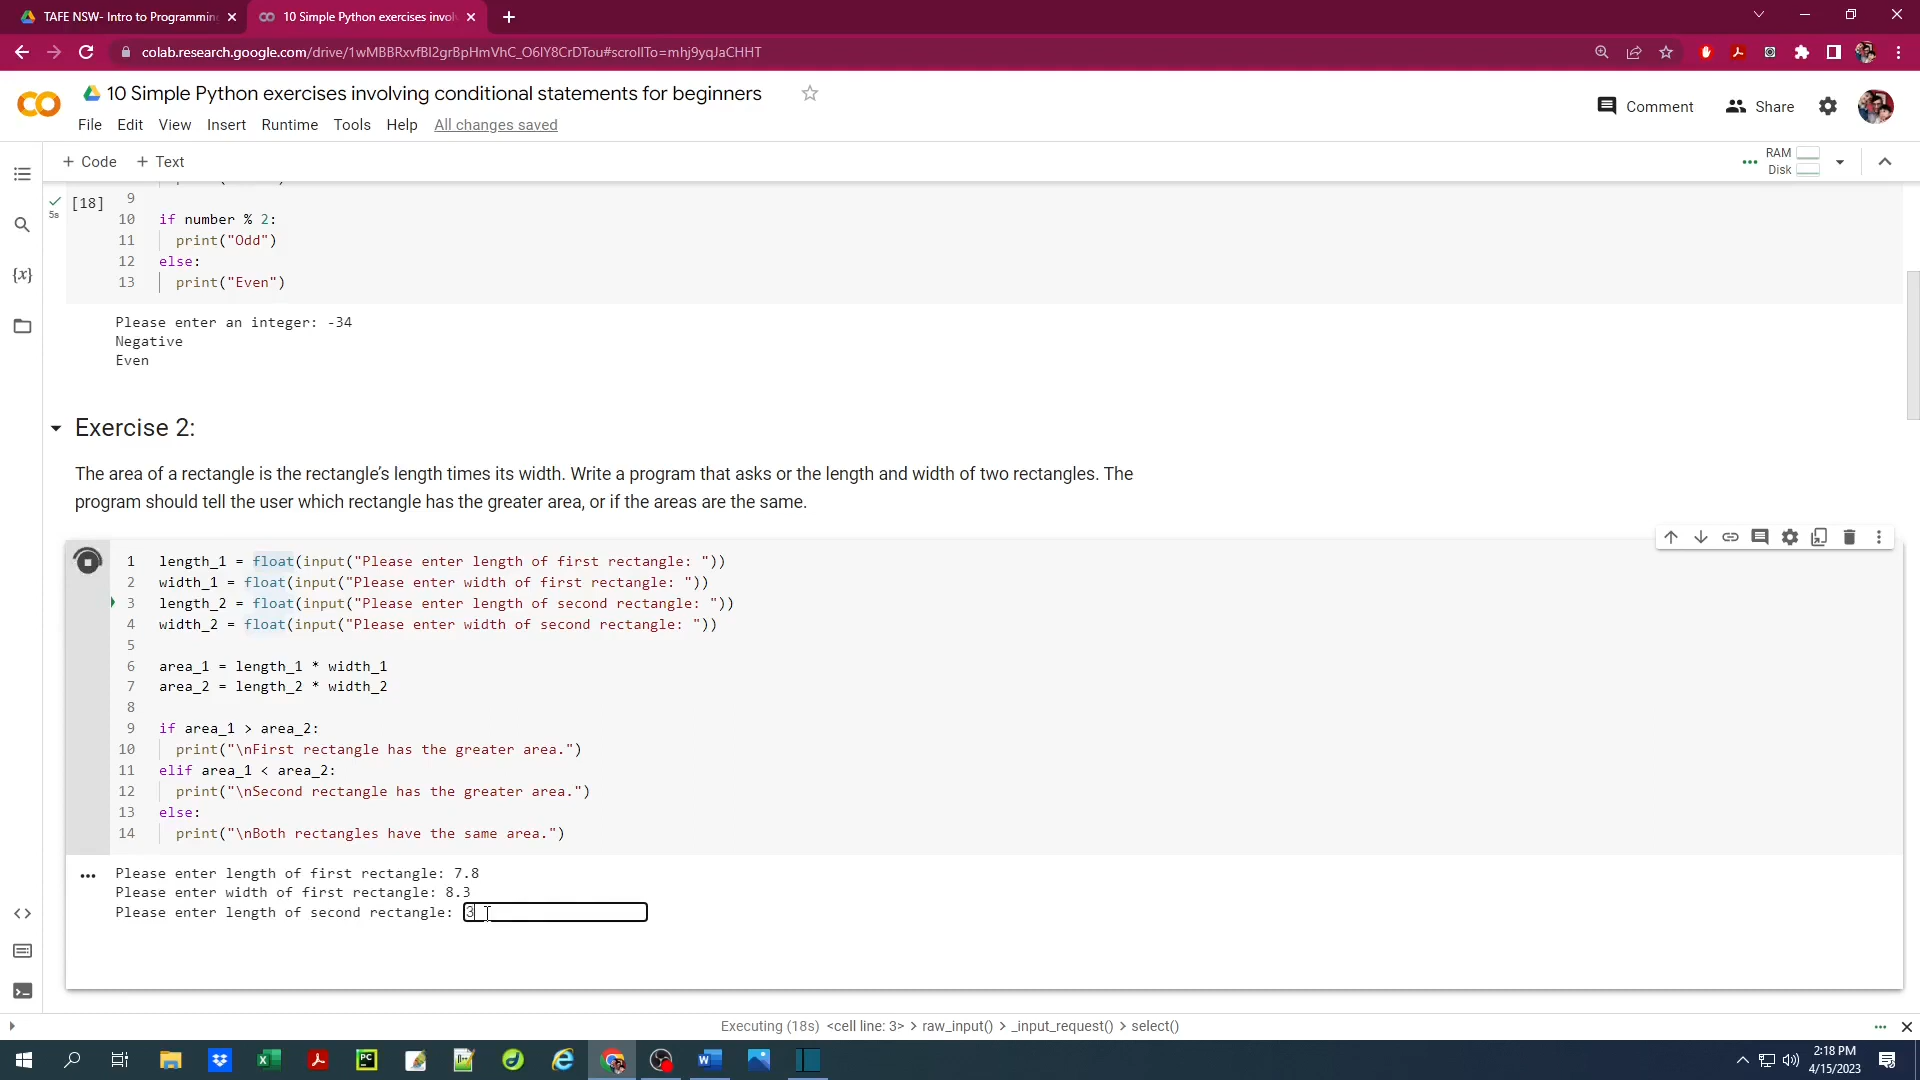 TAFE NSW- Intro to Programming
10 Simple Python exercises invol
colab.research.google.com/drive/1wMBBRxvfBI2grBpHmVhC_O6lY8CrDTou#scrollTo=mhj9yqJaCHHT
10 Simple Python exercises involving conditional statements for beginners
Comment
Share
File Edit View Insert Runtime Tools Help All changes saved
+ Code + Text
RAM
Disk
[18]
5s
9
10 if number % 2:
11 print("Odd")
12 else:
13 print("Even")
Please enter an integer: -34
Negative
Even
Exercise 2:
The area of a rectangle is the rectangle's length times its width. Write a program that asks or the length and width of two rectangles. The
program should tell the user which rectangle has the greater area, or if the areas are the same.
1 length_1 = float(input("Please enter length of first rectangle: "))
2 width_1 = float(input("Please enter width of first rectangle: "))
3 length_2 = float(input("Please enter length of second rectangle: "))
4 width_2 = float(input("Please enter width of second rectangle: "))
5
6 area_1 = length_1 * width_1
7 area_2 = length_2 * width_2
8
9 if area_1 > area_2:
10 print("\nFirst rectangle has the greater area.")
11 elif area_1 < area_2:
12 print("\nSecond rectangle has the greater area.")
13 else:
14 print("\nBoth rectangles have the same area.")
Please enter length of first rectangle: 7.8
Please enter width of first rectangle: 8.3
Please enter length of second rectangle: 3
Executing (18s) <cell line: 3> > raw_input() > _input_request() > select()
2:18 PM
4/15/2023